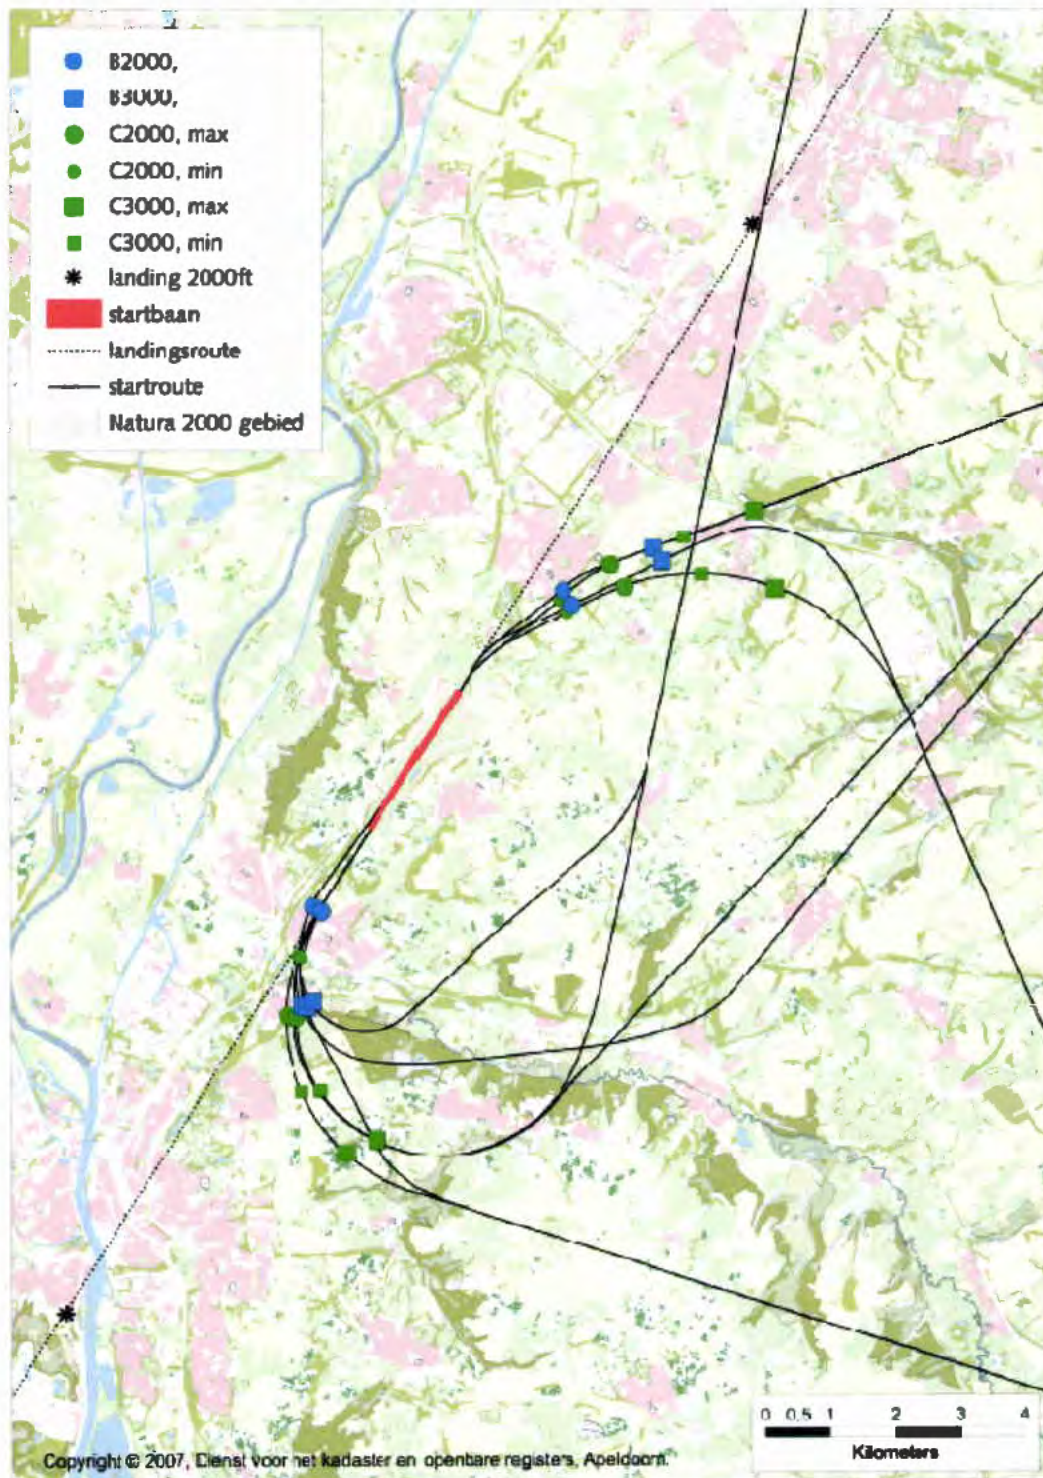 B2000,
B3000,
C2000, max
C2000, min
C3000, max
C3000, min
landing 2000ft
startbaan
landingsroute
startroute
Natura 2000 gebied
0 0,5 1 2 3 4
Kilometers
Copyright © 2007, Dienst voor het kadaster en openbare registers, Apeldoorn.